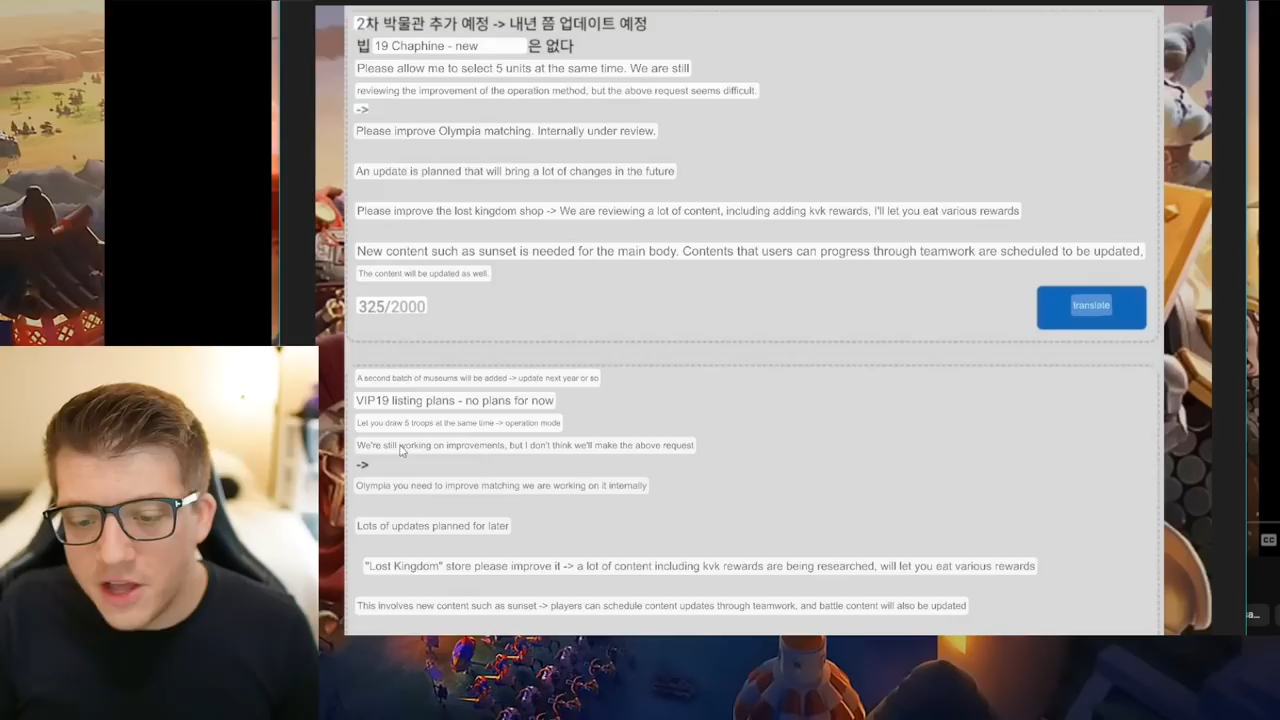 2차 박물관 추가 예정 -> 내년 쯤 업데이트 예정
빕 19 Chaphine - new 은 없다
Please allow me to select 5 units at the same time. We are still
reviewing the improvement of the operation method, but the above request seems difficult.
->
Please improve Olympia matching. Internally under review.
An update is planned that will bring a lot of changes in the future
Please improve the lost kingdom shop -> We are reviewing a lot of content, including adding kvk rewards, I'll let you eat various rewards
New content such as sunset is needed for the main body. Contents that users can progress through teamwork are scheduled to be updated,
The content will be updated as well.
325/2000
translate
A second batch of museums will be added -> update next year or so
VIP19 listing plans - no plans for now
Let you draw 5 troops at the same time -> operation mode
We're still working on improvements, but I don't think we'll make the above request
->
Olympia you need to improve matching we are working on it internally
Lots of updates planned for later
"Lost Kingdom" store please improve it -> a lot of content including kvk rewards are being researched, will let you eat various rewards
This involves new content such as sunset -> players can schedule content updates through teamwork, and battle content will also be updated
CC
a...